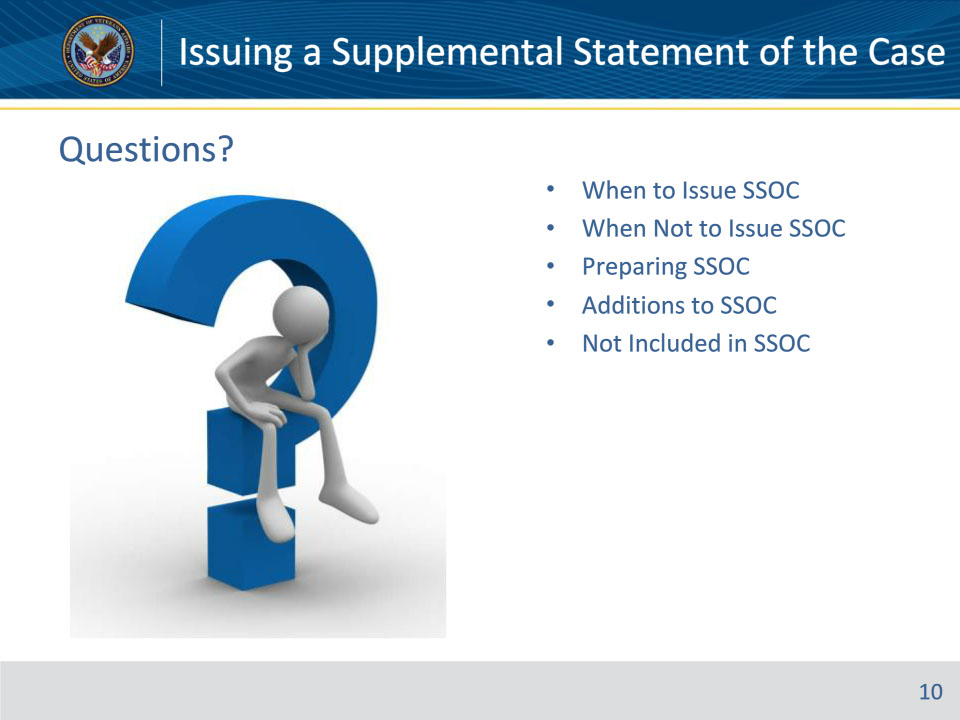 DEPARTMENT OF VETERANS AFFAIRS
UNITED STATES OF AMERICA
Issuing a Supplemental Statement of the Case
Questions?
• When to Issue SSOC
• When Not to Issue SSOC
• Preparing SSOC
• Additions to SSOC
• Not Included in SSOC
10